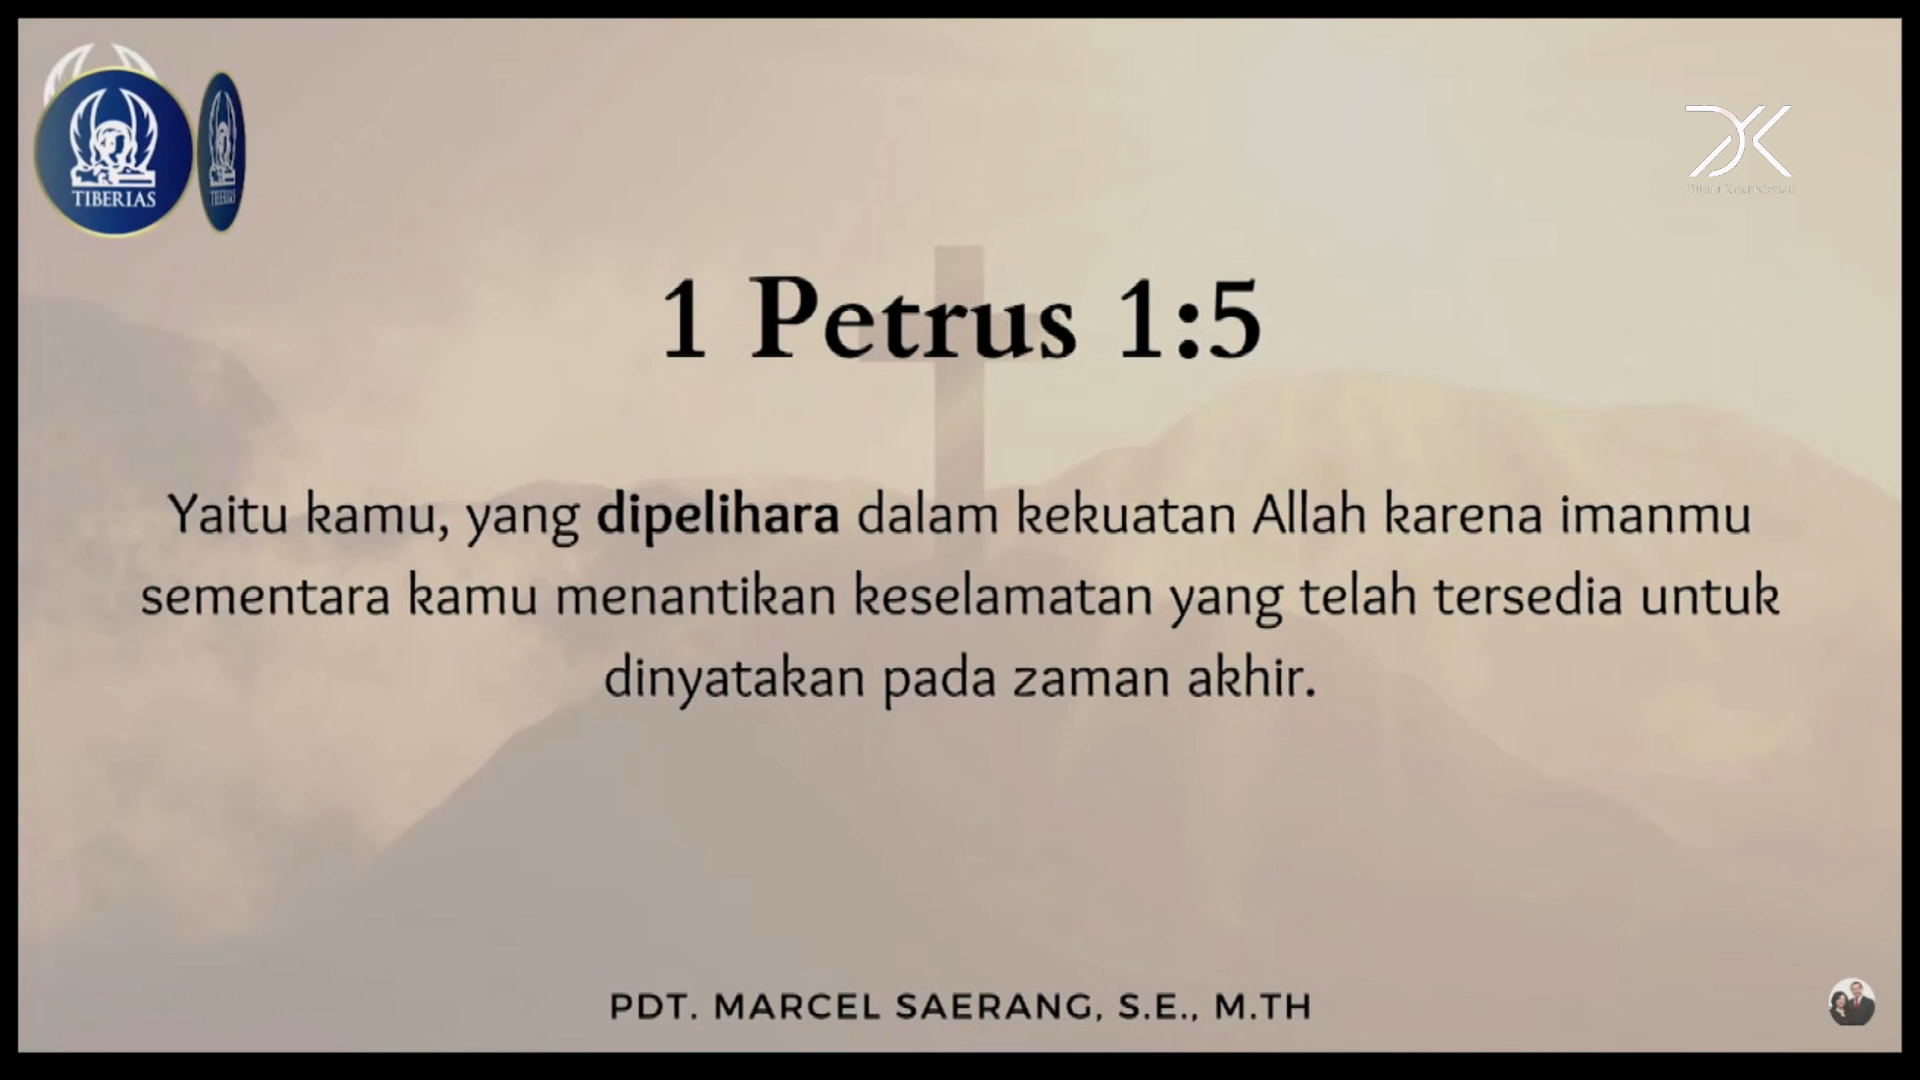 TIBERIAS
TIBERIAS
1 Petrus 1:5
Yaitu kamu, yang dipelihara dalam kekuatan Allah karena imanmu
sementara kamu menantikan keselamatan yang telah tersedia untuk
dinyatakan pada zaman akhir.
PDT. MARCEL SAERANG, S.E., M.TH